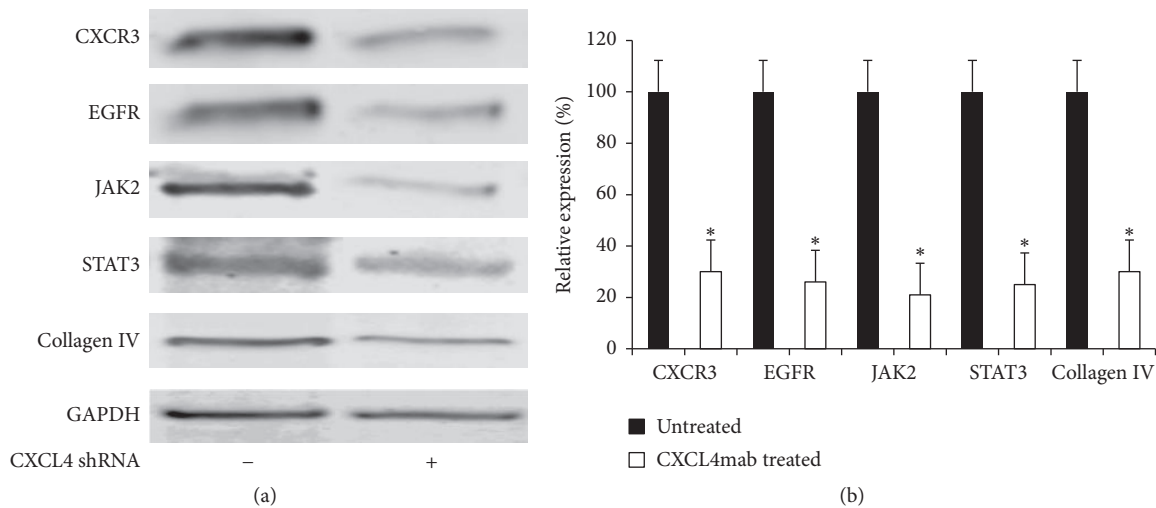 CXCR3
EGFR
JAK2
STAT3
Collagen IV
GAPDH
CXCL4 shRNA − +
(a)
Relative expression (%)
120
100
80
60
40
20
0
* * * * *
CXCR3 EGFR JAK2 STAT3 Collagen IV
Untreated
CXCL4mab treated
(b)